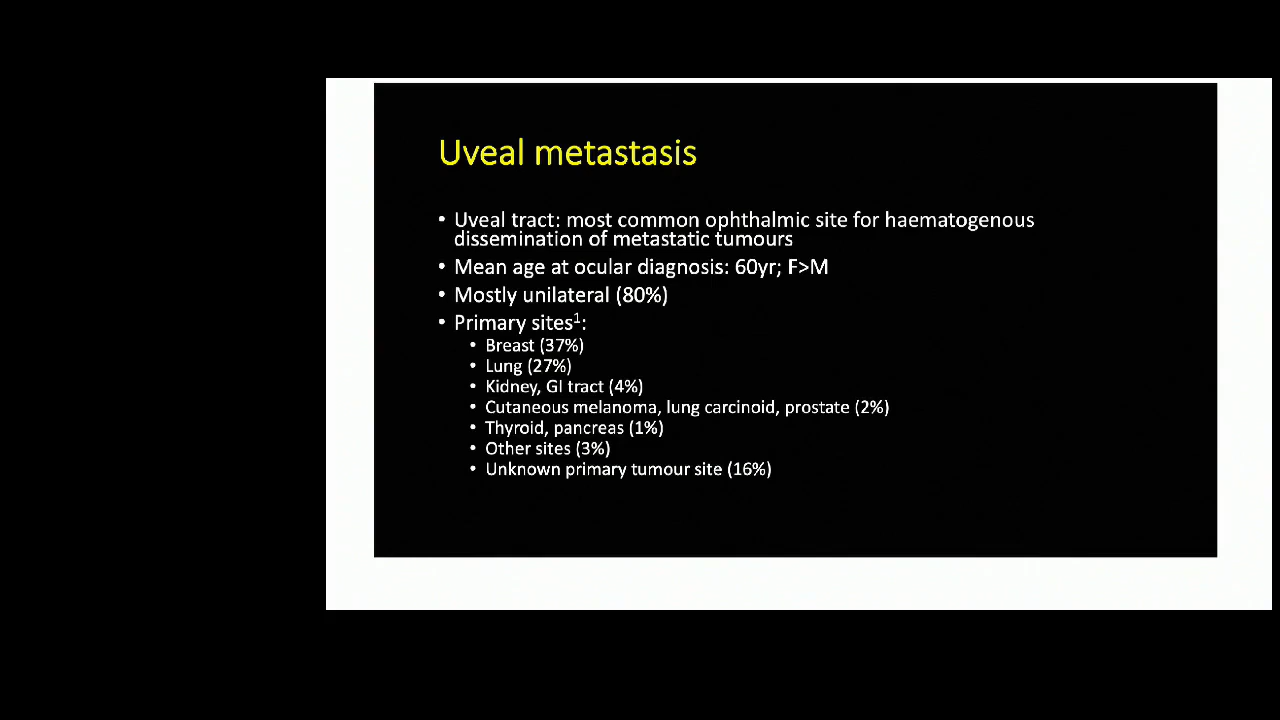 Uveal metastasis
• Uveal tract: most common ophthalmic site for haematogenous
dissemination of metastatic tumours
• Mean age at ocular diagnosis: 60yr; F>M
• Mostly unilateral (80%)
• Primary sites¹:
• Breast (37%)
• Lung (27%)
• Kidney, GI tract (4%)
• Cutaneous melanoma, lung carcinoid, prostate (2%)
• Thyroid, pancreas (1%)
• Other sites (3%)
• Unknown primary tumour site (16%)